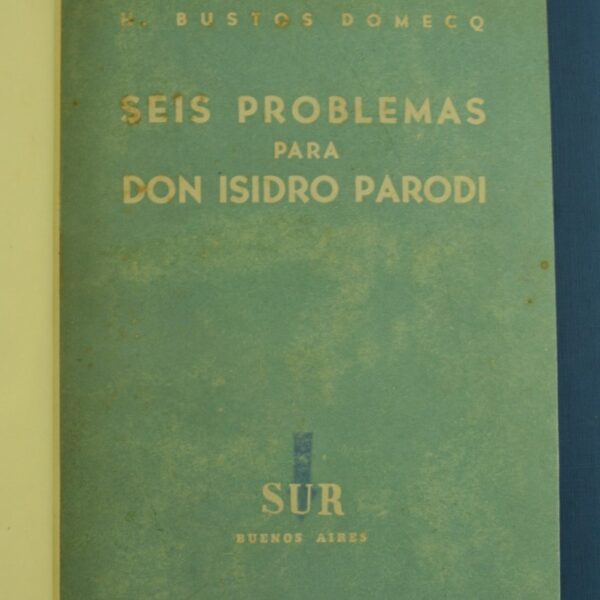 H. BUSTOS DOMECQ
SEIS PROBLEMAS
PARA
DON ISIDRO PARODI
SUR
BUENOS AIRES